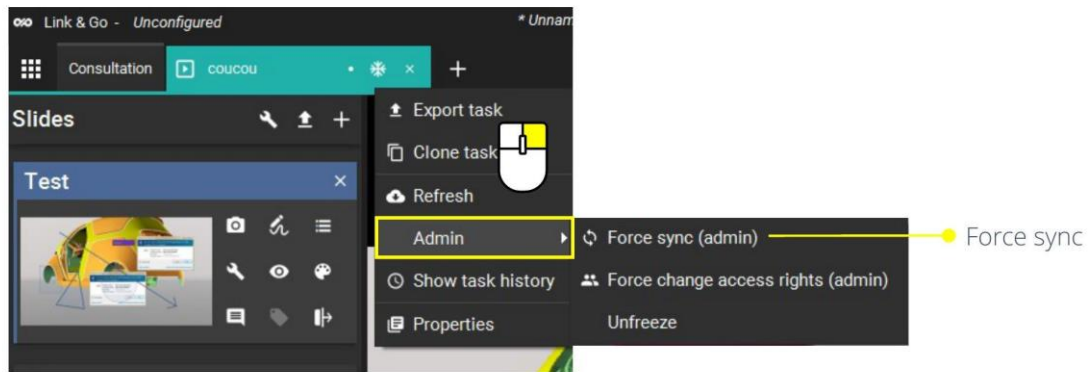 Link & Go - Unconfigured * Unnam
Consultation coucou
Slides
Test
Export task
Clone task
Refresh
Admin
Show task history
Properties
Force sync (admin)
Force change access rights (admin)
Unfreeze
Force sync